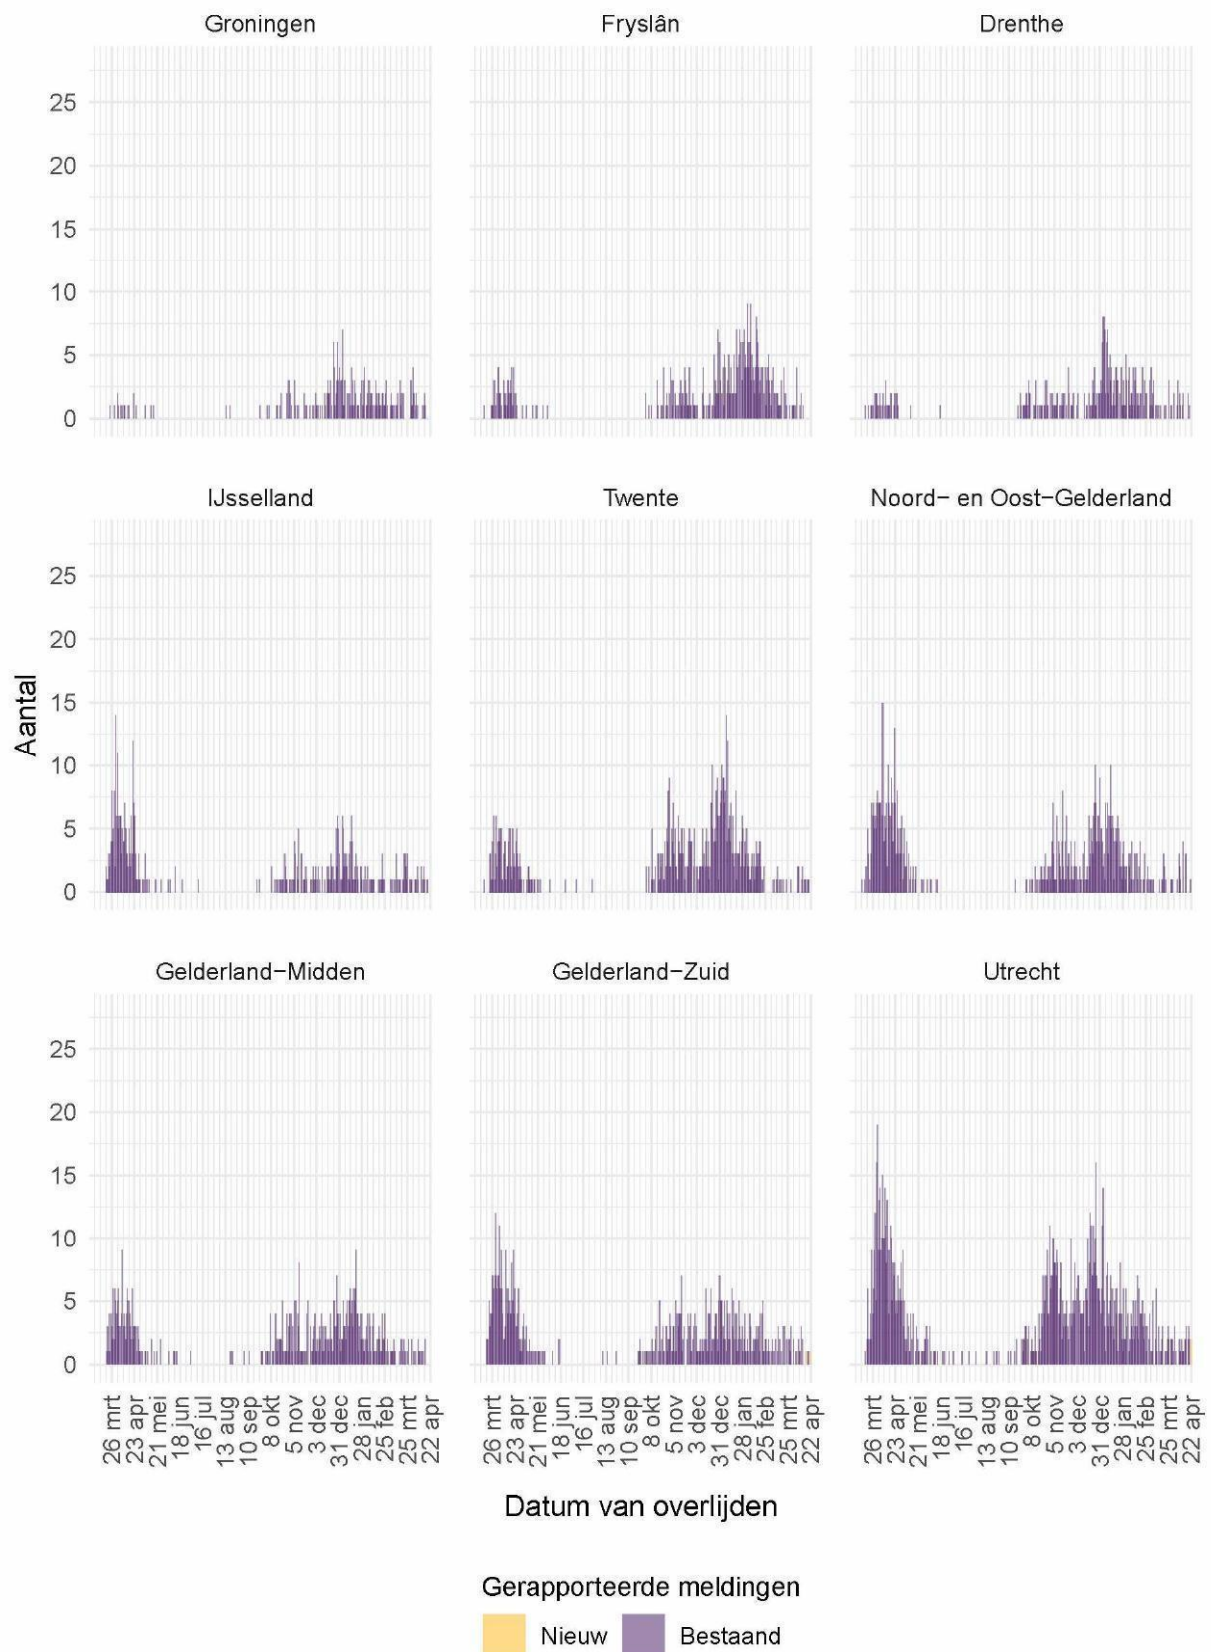 Groningen Fryslân Drenthe
25
20
15
10
5
0
IJsselland Twente Noord- en Oost-Gelderland
25
20
15
10
5
0
Aantal
Gelderland-Midden Gelderland-Zuid Utrecht
25
20
15
10
5
0
26 mrt 23 apr 21 mei 18 jun 16 jul 13 aug 10 sep 8 okt 5 nov 3 dec 31 dec 28 jan 25 feb 25 mrt 22 apr 26 mrt 23 apr 21 mei 18 jun 16 jul 13 aug 10 sep 8 okt 5 nov 3 dec 31 dec 28 jan 25 feb 25 mrt 22 apr 26 mrt 23 apr 21 mei 18 jun 16 jul 13 aug 10 sep 8 okt 5 nov 3 dec 31 dec 28 jan 25 feb 25 mrt 22 apr
Datum van overlijden
Gerapporteerde meldingen
Nieuw Bestaand